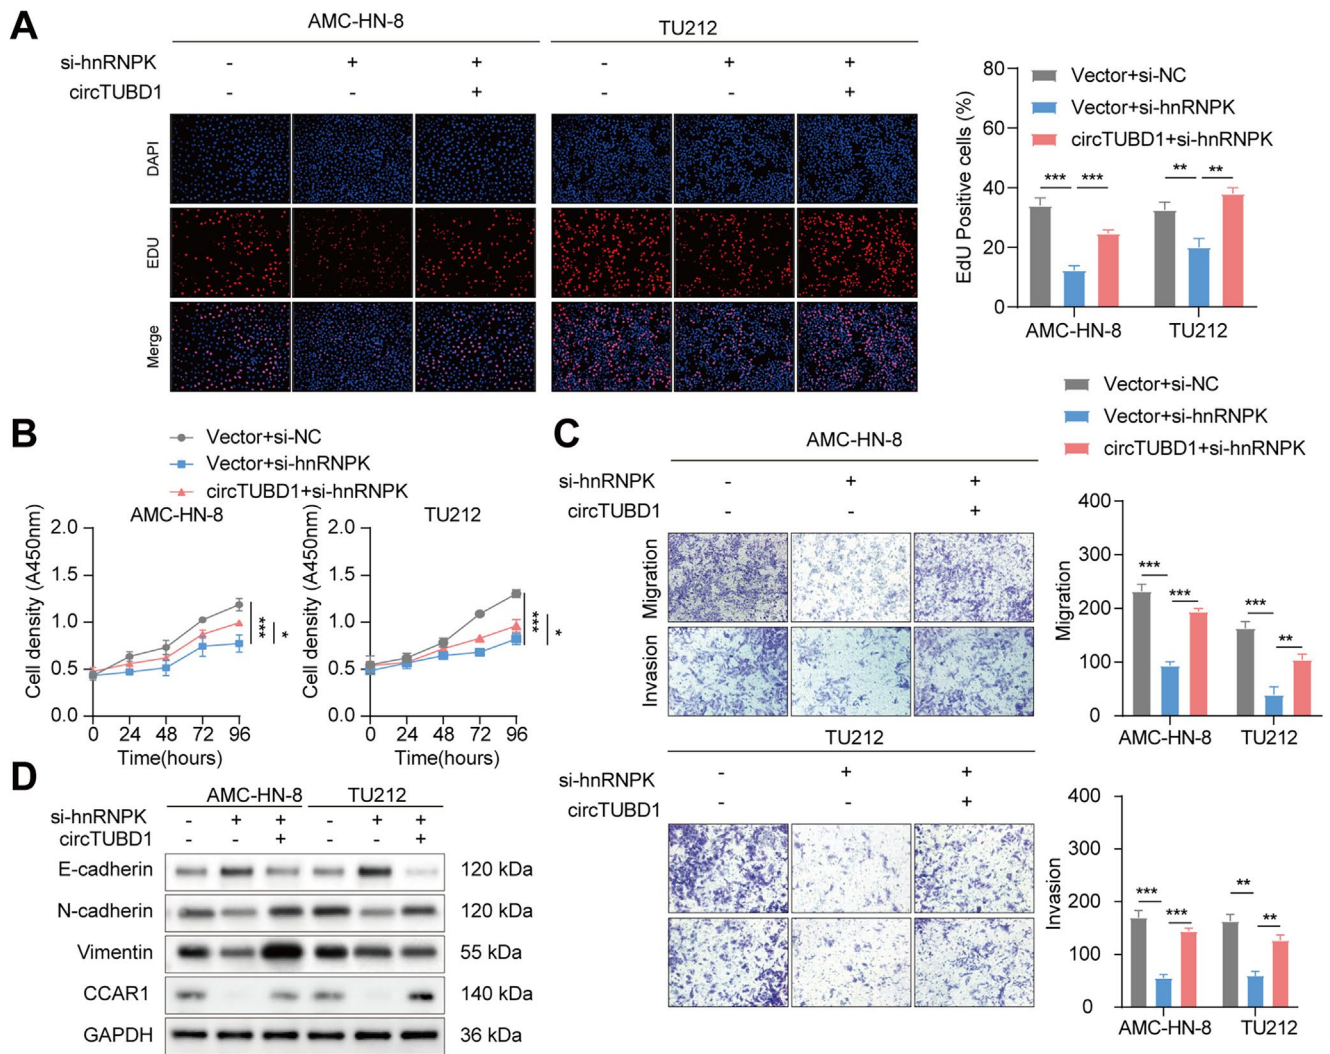 A
AMC-HN-8
TU212
si-hnRNPK - + + - + +
circTUBD1 - - + - - +
DAPI
EDU
Merge
EdU Positive cells (%)
80
60
40
20
0
Vector+si-NC
Vector+si-hnRNPK
circTUBD1+si-hnRNPK
*** *** ** **
AMC-HN-8 TU212
B
Vector+si-NC
Vector+si-hnRNPK
circTUBD1+si-hnRNPK
AMC-HN-8
Cell density (A450nm)
2.0
1.5
1.0
0.5
0.0
*** *
0 24 48 72 96
Time(hours)
TU212
Cell density (A450nm)
2.0
1.5
1.0
0.5
0.0
*** *
0 24 48 72 96
Time(hours)
C
AMC-HN-8
si-hnRNPK - + +
circTUBD1 - - +
Migration
Invasion
TU212
si-hnRNPK - + +
circTUBD1 - - +
Vector+si-NC
Vector+si-hnRNPK
circTUBD1+si-hnRNPK
Migration
400
300
200
100
0
*** *** *** **
AMC-HN-8 TU212
Invasion
400
300
200
100
0
*** *** ** **
AMC-HN-8 TU212
D
AMC-HN-8 TU212
si-hnRNPK - + + - + +
circTUBD1 - - + - - +
E-cadherin 120 kDa
N-cadherin 120 kDa
Vimentin 55 kDa
CCAR1 140 kDa
GAPDH 36 kDa